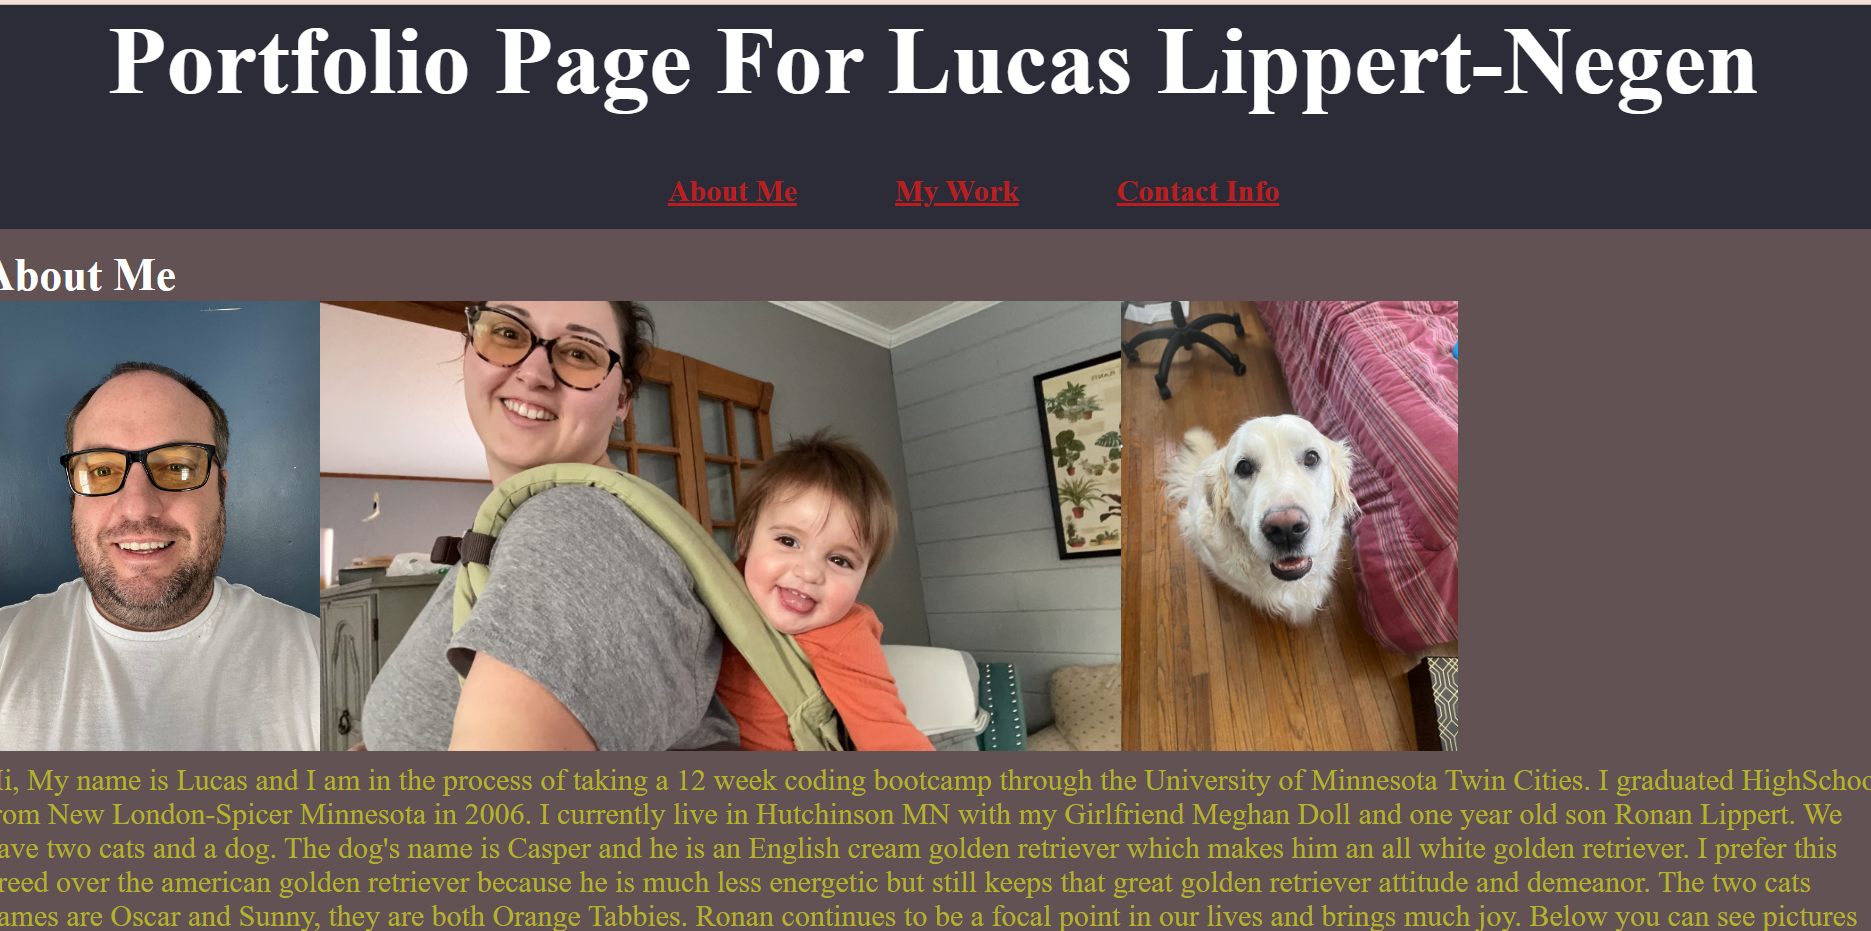 Portfolio Page For Lucas Lippert-Negen
About Me My Work Contact Info
About Me
i, My name is Lucas and I am in the process of taking a 12 week coding bootcamp through the University of Minnesota Twin Cities. I graduated HighSchoo
rom New London-Spicer Minnesota in 2006. I currently live in Hutchinson MN with my Girlfriend Meghan Doll and one year old son Ronan Lippert. We
ave two cats and a dog. The dog's name is Casper and he is an English cream golden retriever which makes him an all white golden retriever. I prefer this
reed over the american golden retriever because he is much less energetic but still keeps that great golden retriever attitude and demeanor. The two cats
ames are Oscar and Sunny, they are both Orange Tabbies. Ronan continues to be a focal point in our lives and brings much joy. Below you can see pictures